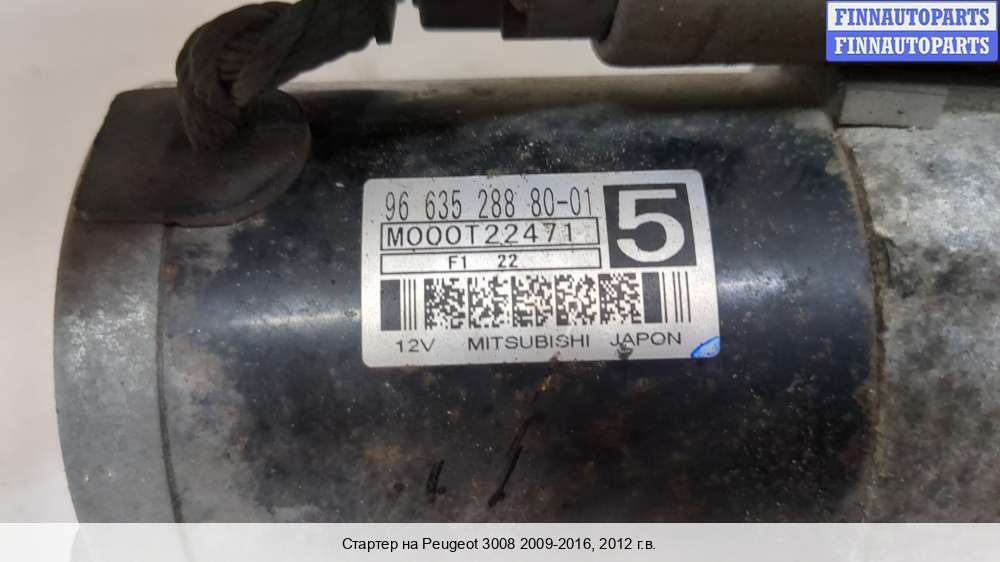 FINNAUTOPARTS
FINNAUTOPARTS
96 635 288 80-01
5
M000T22471
F1 22
12V MITSUBISHI JAPON
Стартер на Peugeot 3008 2009-2016, 2012 г.в.